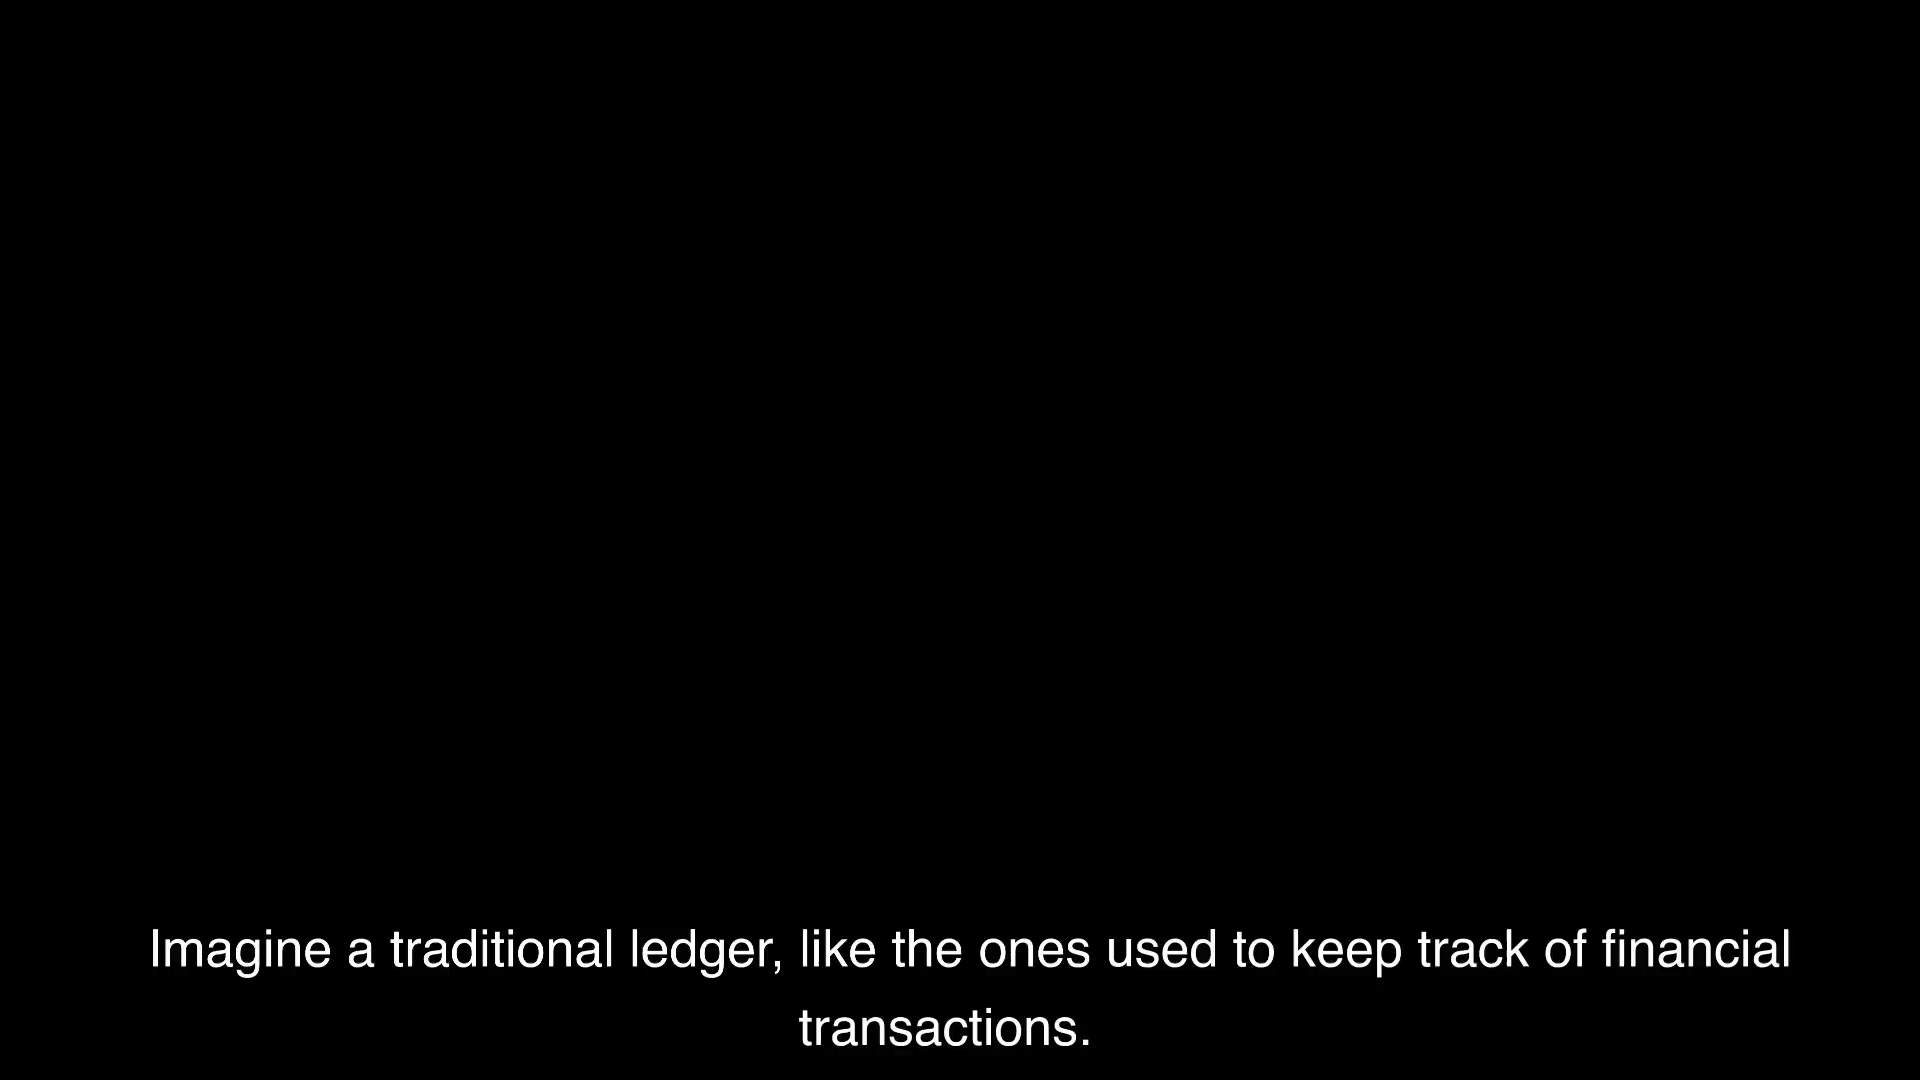 Imagine a traditional ledger, like the ones used to keep track of financial
transactions.